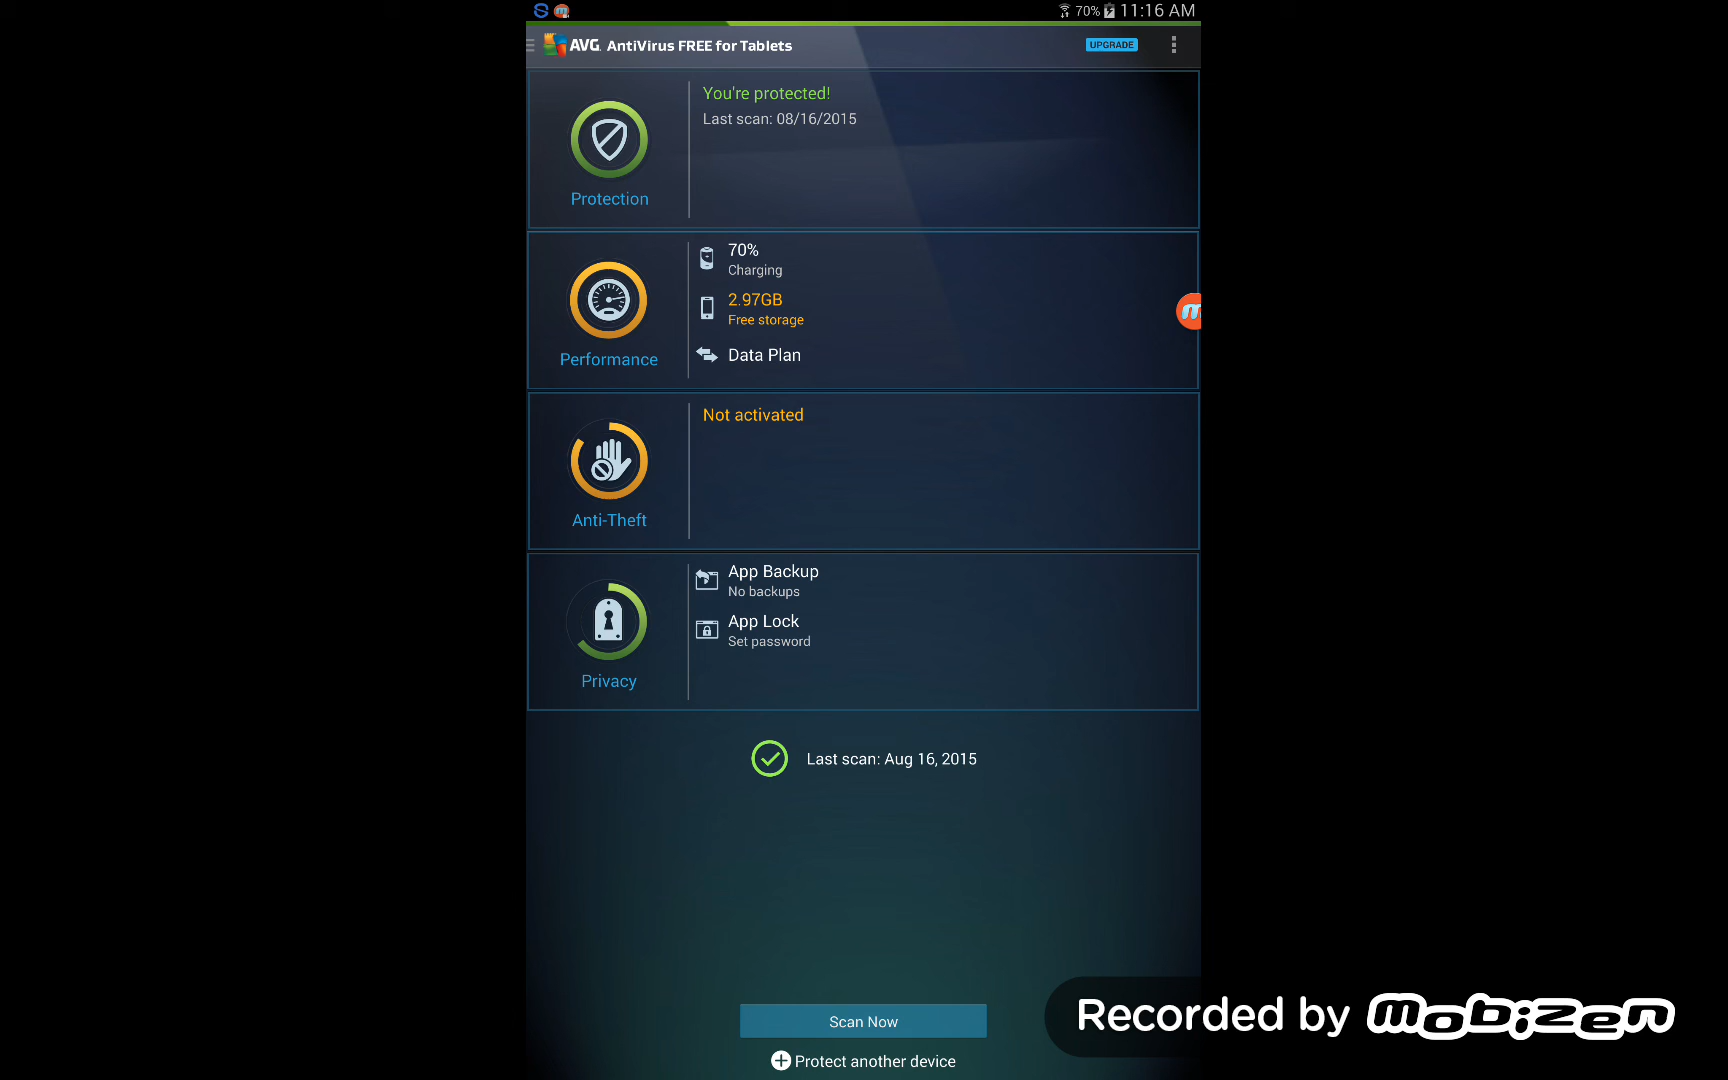 70% 11:16 AM
AVG AntiVirus FREE for Tablets
UPGRADE
You're protected!
Last scan: 08/16/2015
Protection
70%
Charging
2.97GB
Free storage
Data Plan
Performance
Not activated
Anti-Theft
App Backup
No backups
App Lock
Set password
Privacy
Last scan: Aug 16, 2015
Scan Now
Protect another device
Recorded by mobizen